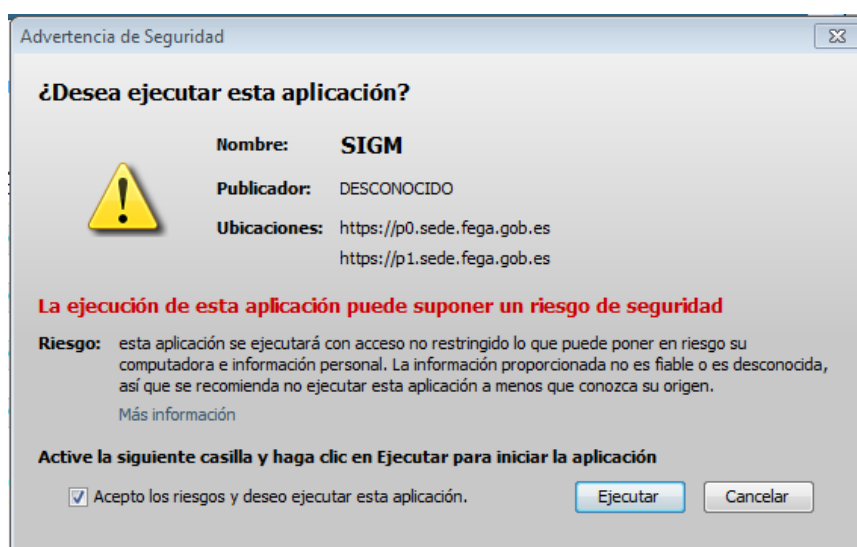 Advertencia de Seguridad
¿Desea ejecutar esta aplicación?
Nombre: SIGM
Publicador: DESCONOCIDO
Ubicaciones: https://p0.sede.fega.gob.es
https://p1.sede.fega.gob.es
La ejecución de esta aplicación puede suponer un riesgo de seguridad
Riesgo: esta aplicación se ejecutará con acceso no restringido lo que puede poner en riesgo su
computadora e información personal. La información proporcionada no es fiable o es desconocida,
así que se recomienda no ejecutar esta aplicación a menos que conozca su origen.
Más información
Active la siguiente casilla y haga clic en Ejecutar para iniciar la aplicación
Acepto los riesgos y deseo ejecutar esta aplicación. Ejecutar Cancelar